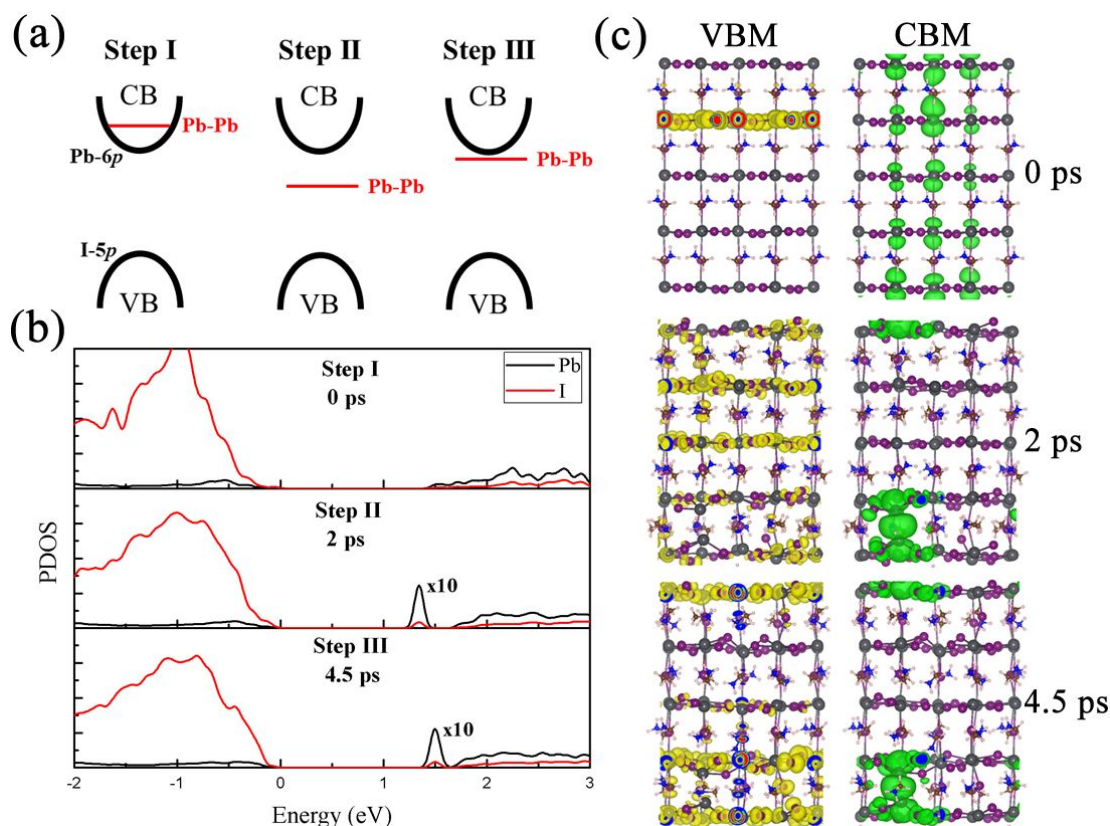 (a)
Step I
Step II
Step III
CB
CB
CB
Pb-Pb
Pb-Pb
Pb-Pb
Pb-6p
I-5p
VB
VB
VB
(b)
Step I
0 ps
Pb
I
Step II
2 ps
x10
Step III
4.5 ps
x10
PDOS
-2
-1
0
1
2
3
Energy (eV)
(c)
VBM
CBM
0 ps
2 ps
4.5 ps